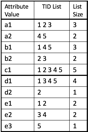 Attribute Value TID List List Size
a1 1 2 3 3
a2 4 5 2
b1 1 4 5 3
b2 2 3 2
c1 1 2 3 4 5 5
d1 1 3 4 5 4
d2 2 1
e1 1 2 2
e2 3 4 2
e3 5 1